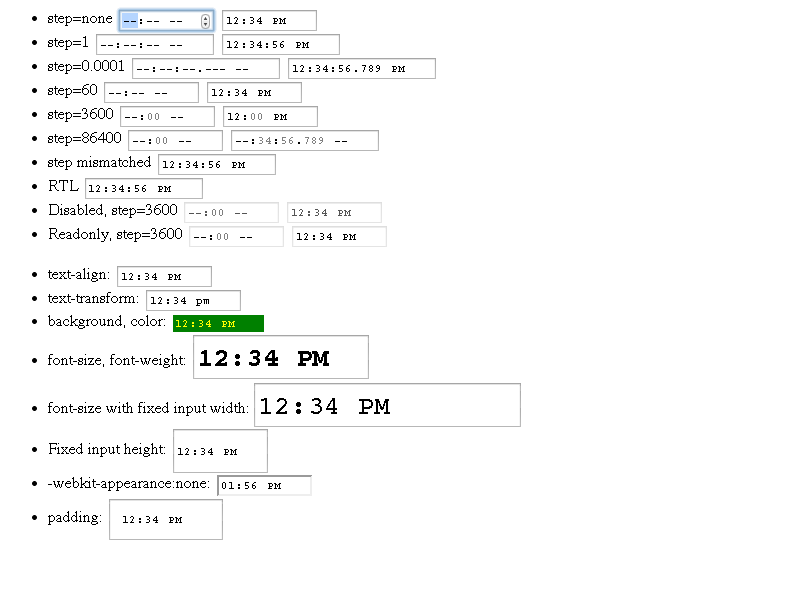 step=none --:-- -- 12:34 PM
step=1 --:--:-- -- 12:34:56 PM
step=0.0001 --:--:--.--- -- 12:34:56.789 PM
step=60 --:-- -- 12:34 PM
step=3600 --:00 -- 12:00 PM
step=86400 --:00 -- --:34:56.789 --
step mismatched 12:34:56 PM
RTL 12:34:56 PM
Disabled, step=3600 --:00 -- 12:34 PM
Readonly, step=3600 --:00 -- 12:34 PM
text-align: 12:34 PM
text-transform: 12:34 pm
background, color: 12:34 PM
font-size, font-weight: 12:34 PM
font-size with fixed input width: 12:34 PM
Fixed input height: 12:34 PM
-webkit-appearance:none: 01:56 PM
padding: 12:34 PM